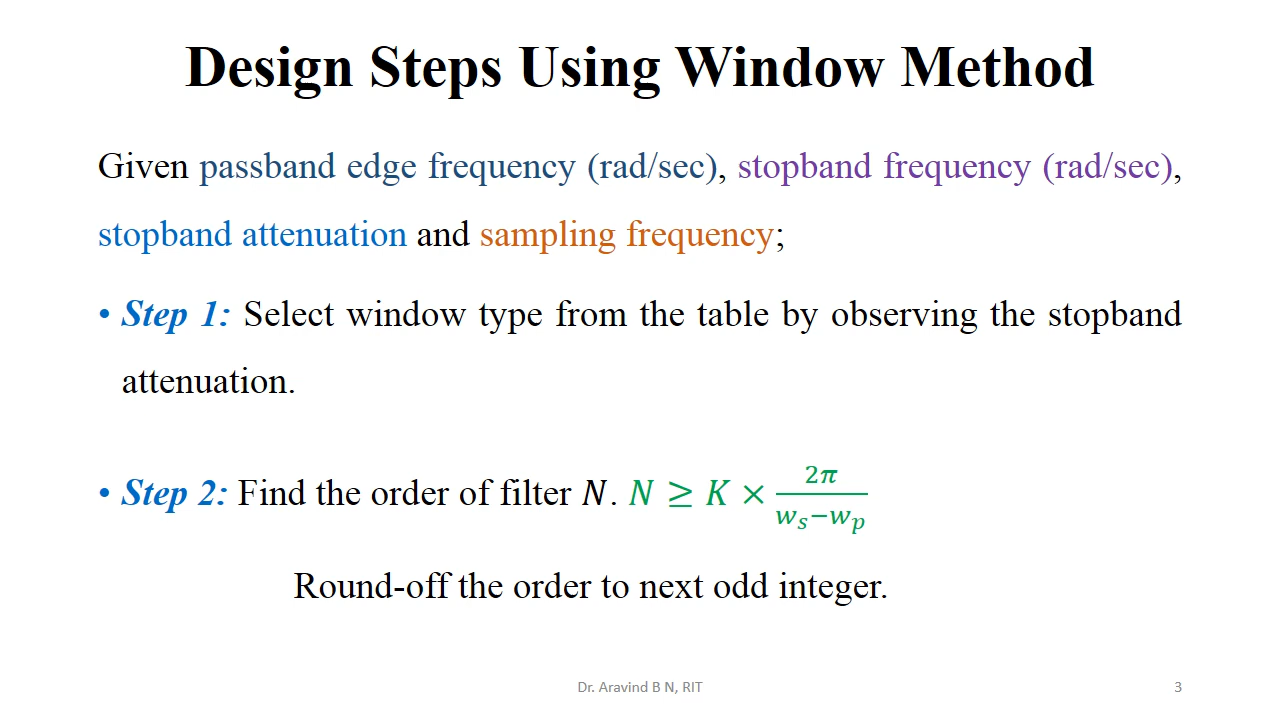 Design Steps Using Window Method
Given passband edge frequency (rad/sec), stopband frequency (rad/sec),
stopband attenuation and sampling frequency;
• Step 1: Select window type from the table by observing the stopband
attenuation.
• Step 2: Find the order of filter N. N ≥ K × 2π/(w_s−w_p)
Round-off the order to next odd integer.
Dr. Aravind B N, RIT
3